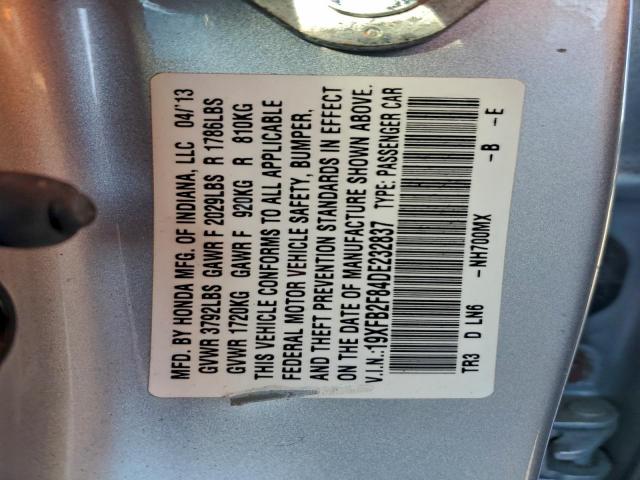 MFD. BY HONDA MFG. OF INDIANA, LLC 04/'13
GVWR 3792LBS GAWR F 2029LBS R 1786LBS
GVWR 1720KG GAWR F 920KG R 810KG
THIS VEHICLE CONFORMS TO ALL APPLICABLE
FEDERAL MOTOR VEHICLE SAFETY, BUMPER,
AND THEFT PREVENTION STANDARDS IN EFFECT
ON THE DATE OF MANUFACTURE SHOWN ABOVE.
V.I.N.:19XFB2F84DE232837 TYPE: PASSENGER CAR
TR3 D LN6 -NH700MX -B -E